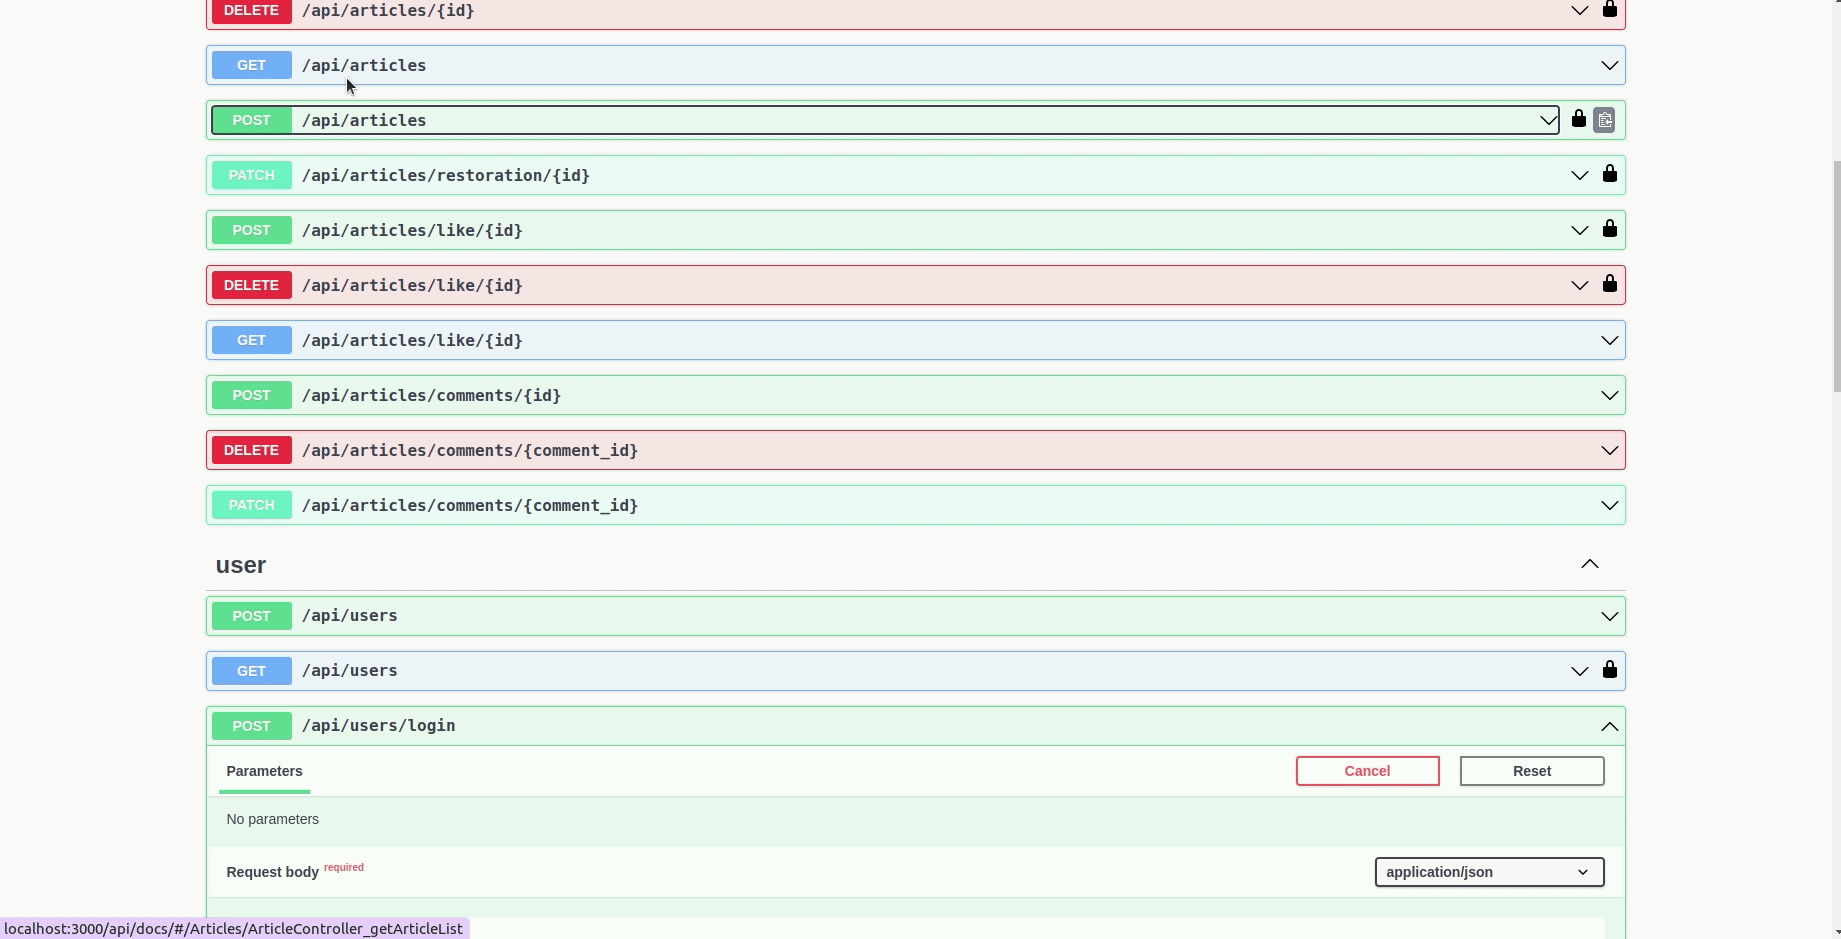 DELETE /api/articles/{id}
GET /api/articles
POST /api/articles
PATCH /api/articles/restoration/{id}
POST /api/articles/like/{id}
DELETE /api/articles/like/{id}
GET /api/articles/like/{id}
POST /api/articles/comments/{id}
DELETE /api/articles/comments/{comment_id}
PATCH /api/articles/comments/{comment_id}
user
POST /api/users
GET /api/users
POST /api/users/login
Parameters Cancel Reset
No parameters
Request body required application/json
localhost:3000/api/docs/#/Articles/ArticleController_getArticleList